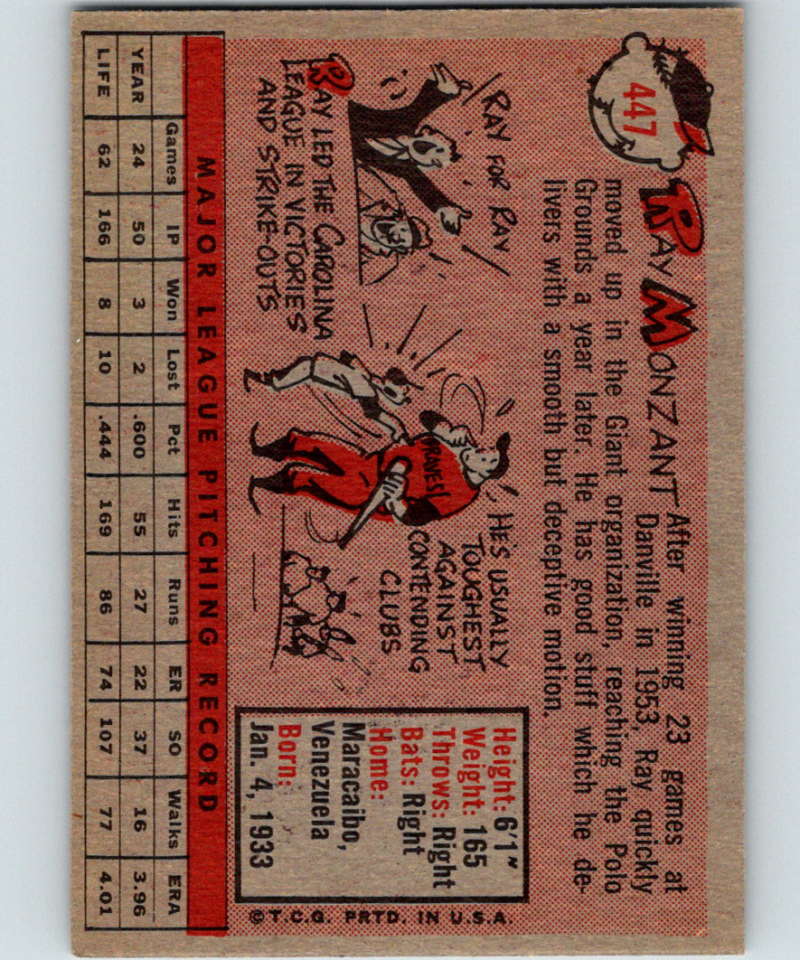 447
RAY MONZANT
After winning 23 games at
Danville in 1953, Ray quickly
moved up in the Giant organization, reaching the Polo
Grounds a year later. He has good stuff which he de-
livers with a smooth but deceptive motion.
RAY FOR RAY
RAY LED THE CAROLINA
LEAGUE IN VICTORIES
AND STRIKE-OUTS
HE'S USUALLY
TOUGHEST
AGAINST
CONTENDING
CLUBS
BRAVES!
Height: 6'1"
Weight: 165
Throws: Right
Bats: Right
Home:
Maracaibo,
Venezuela
Born:
Jan. 4, 1933
©T.C.G. PRTD. IN U.S.A.
MAJOR LEAGUE PITCHING RECORD
Games IP Won Lost Pct Hits Runs ER SO Walks ERA
YEAR 24 50 3 2 .600 55 27 22 37 16 3.96
LIFE 62 166 8 10 .444 169 86 74 107 77 4.01